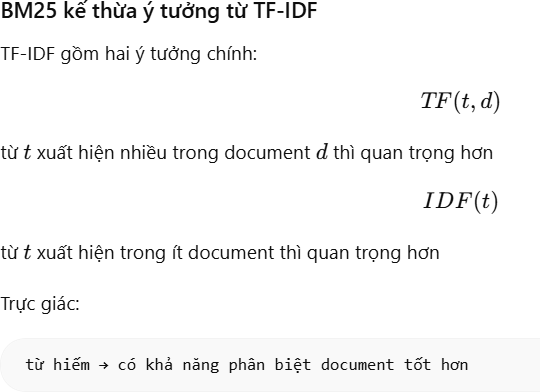 BM25 kế thừa ý tưởng từ TF-IDF
TF-IDF gồm hai ý tưởng chính:
TF(t, d)
từ t xuất hiện nhiều trong document d thì quan trọng hơn
IDF(t)
từ t xuất hiện trong ít document thì quan trọng hơn
Trực giác:
từ hiếm → có khả năng phân biệt document tốt hơn